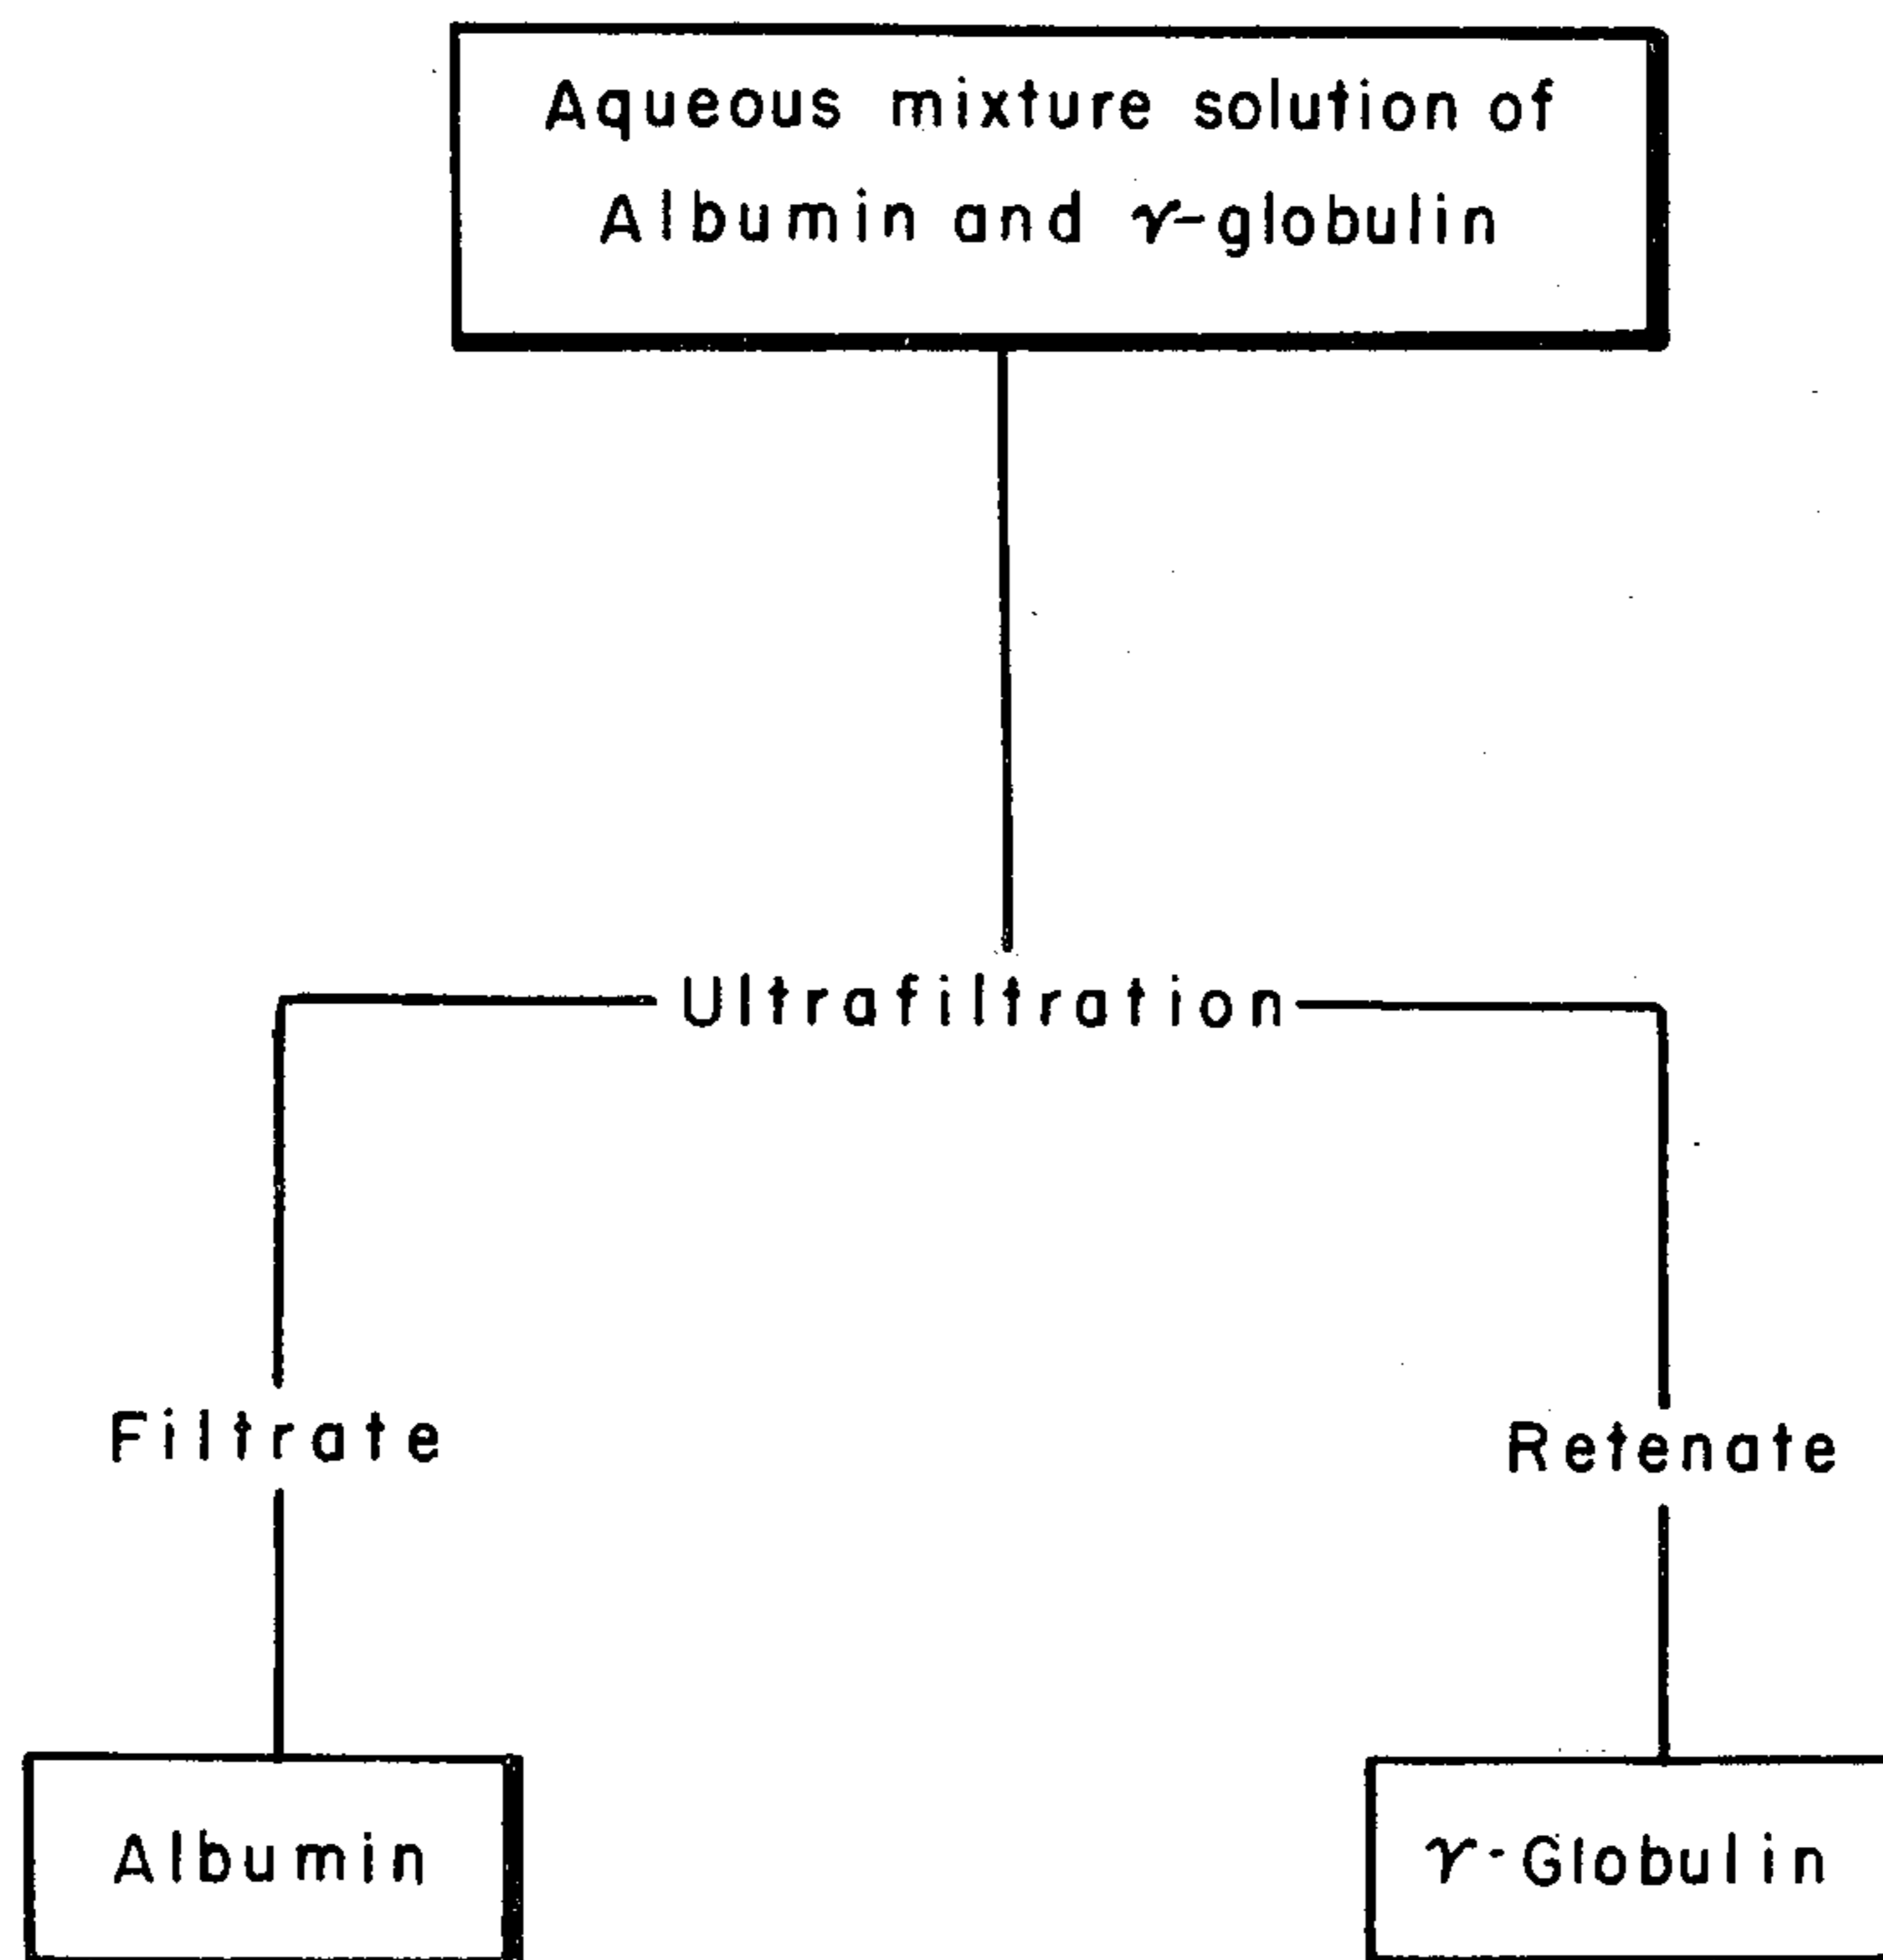 Aqueous mixture solution of
Albumin and γ-globulin
Ultrafiltration
Filtrate
Retenate
Albumin
γ-Globulin